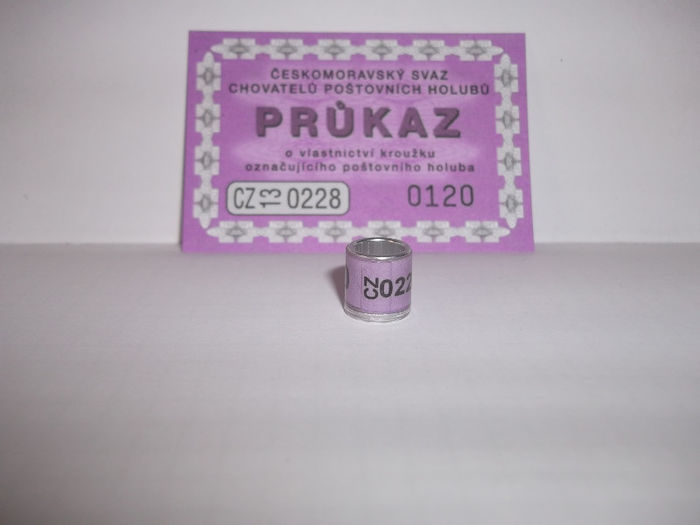 ČESKOMORAVSKÝ SVAZ
CHOVATELŮ POŠTOVNÍCH HOLUBŮ
PRŮKAZ
o vlastnictví kroužku
označujícího poštovního holuba
CZ 13 0228 0120
CZ 022